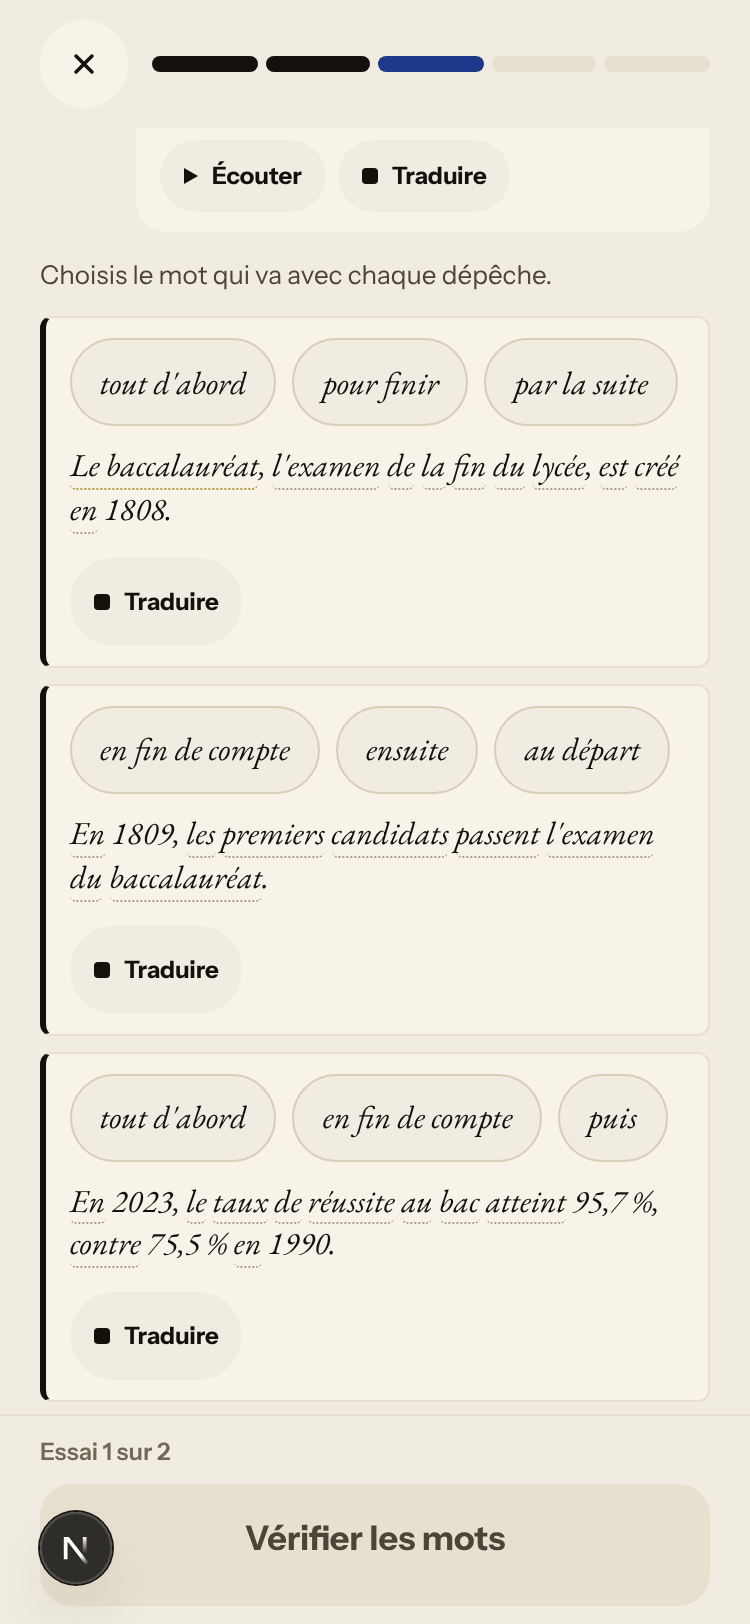 Écouter
Traduire
Choisis le mot qui va avec chaque dépêche.
tout d'abord
pour finir
par la suite
Le baccalauréat, l'examen de la fin du lycée, est créé
en 1808.
Traduire
en fin de compte
ensuite
au départ
En 1809, les premiers candidats passent l'examen
du baccalauréat.
Traduire
tout d'abord
en fin de compte
puis
En 2023, le taux de réussite au bac atteint 95,7 %,
contre 75,5 % en 1990.
Traduire
Essai 1 sur 2
Vérifier les mots
N